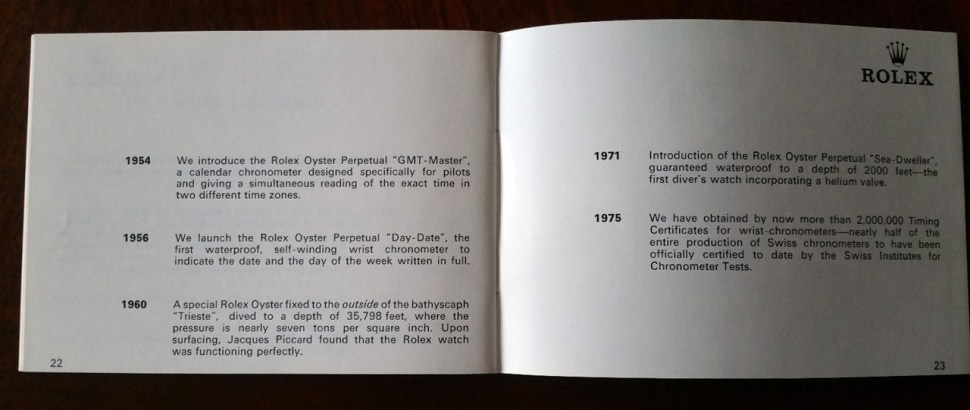 1954 We introduce the Rolex Oyster Perpetual "GMT-Master",
a calendar chronometer designed specifically for pilots
and giving a simultaneous reading of the exact time in
two different time zones.
1956 We launch the Rolex Oyster Perpetual "Day-Date", the
first waterproof, self-winding wrist chronometer to
indicate the date and the day of the week written in full.
1960 A special Rolex Oyster fixed to the outside of the bathyscaph
"Trieste", dived to a depth of 35,798 feet, where the
pressure is nearly seven tons per square inch. Upon
surfacing, Jacques Piccard found that the Rolex watch
was functioning perfectly.
22
ROLEX
1971 Introduction of the Rolex Oyster Perpetual "Sea-Dweller",
guaranteed waterproof to a depth of 2000 feet—the
first diver's watch incorporating a helium valve.
1975 We have obtained by now more than 2,000,000 Timing
Certificates for wrist-chronometers—nearly half of the
entire production of Swiss chronometers to have been
officially certified to date by the Swiss Institutes for
Chronometer Tests.
23